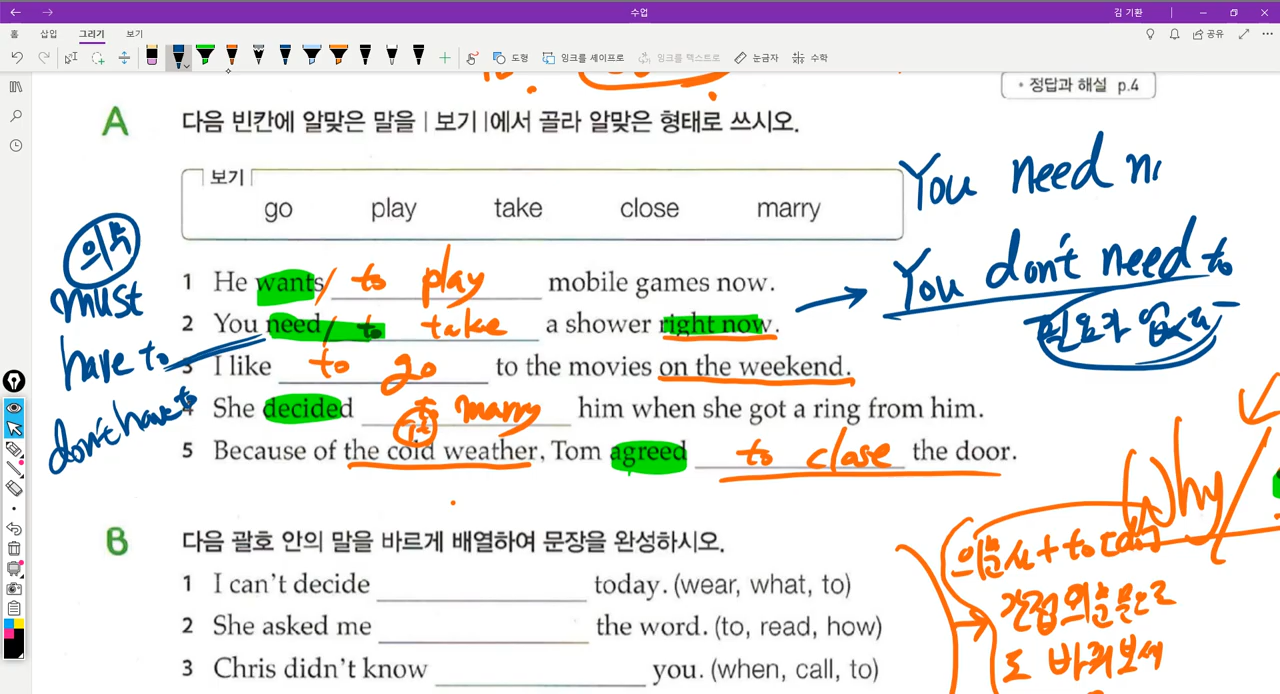 수업
김 기환
홈 삽입 그리기 보기
공유
도형 잉크를 셰이프로 잉크를 텍스트로 눈금자 수학
• 정답과 해설 p.4
A 다음 빈칸에 알맞은 말을 | 보기 |에서 골라 알맞은 형태로 쓰시오.
보기
go play take close marry
You need n
You don't need to
필요가 없다
의무
must
have to
don't have to
1 He wants / to play mobile games now.
2 You need / to take a shower right now.
3 I like to go to the movies on the weekend.
4 She decided to marry him when she got a ring from him.
5 Because of the cold weather, Tom agreed to close the door.
Why
의문사 + to
간접의문문으로
도 바꿔보세
B 다음 괄호 안의 말을 바르게 배열하여 문장을 완성하시오.
1 I can't decide today. (wear, what, to)
2 She asked me the word. (to, read, how)
3 Chris didn't know you. (when, call, to)